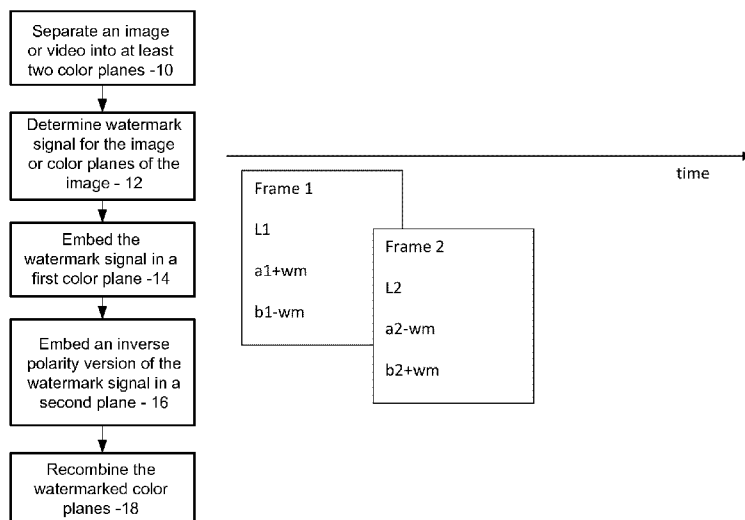 Separate an image
or video into at least
two color planes -10
Determine watermark
signal for the image
or color planes of the
image - 12
Embed the
watermark signal in a
first color plane -14
Embed an inverse
polarity version of the
watermark signal in a
second plane - 16
Recombine the
watermarked color
planes -18
time
Frame 1
L1
a1+wm
b1-wm
Frame 2
L2
a2-wm
b2+wm